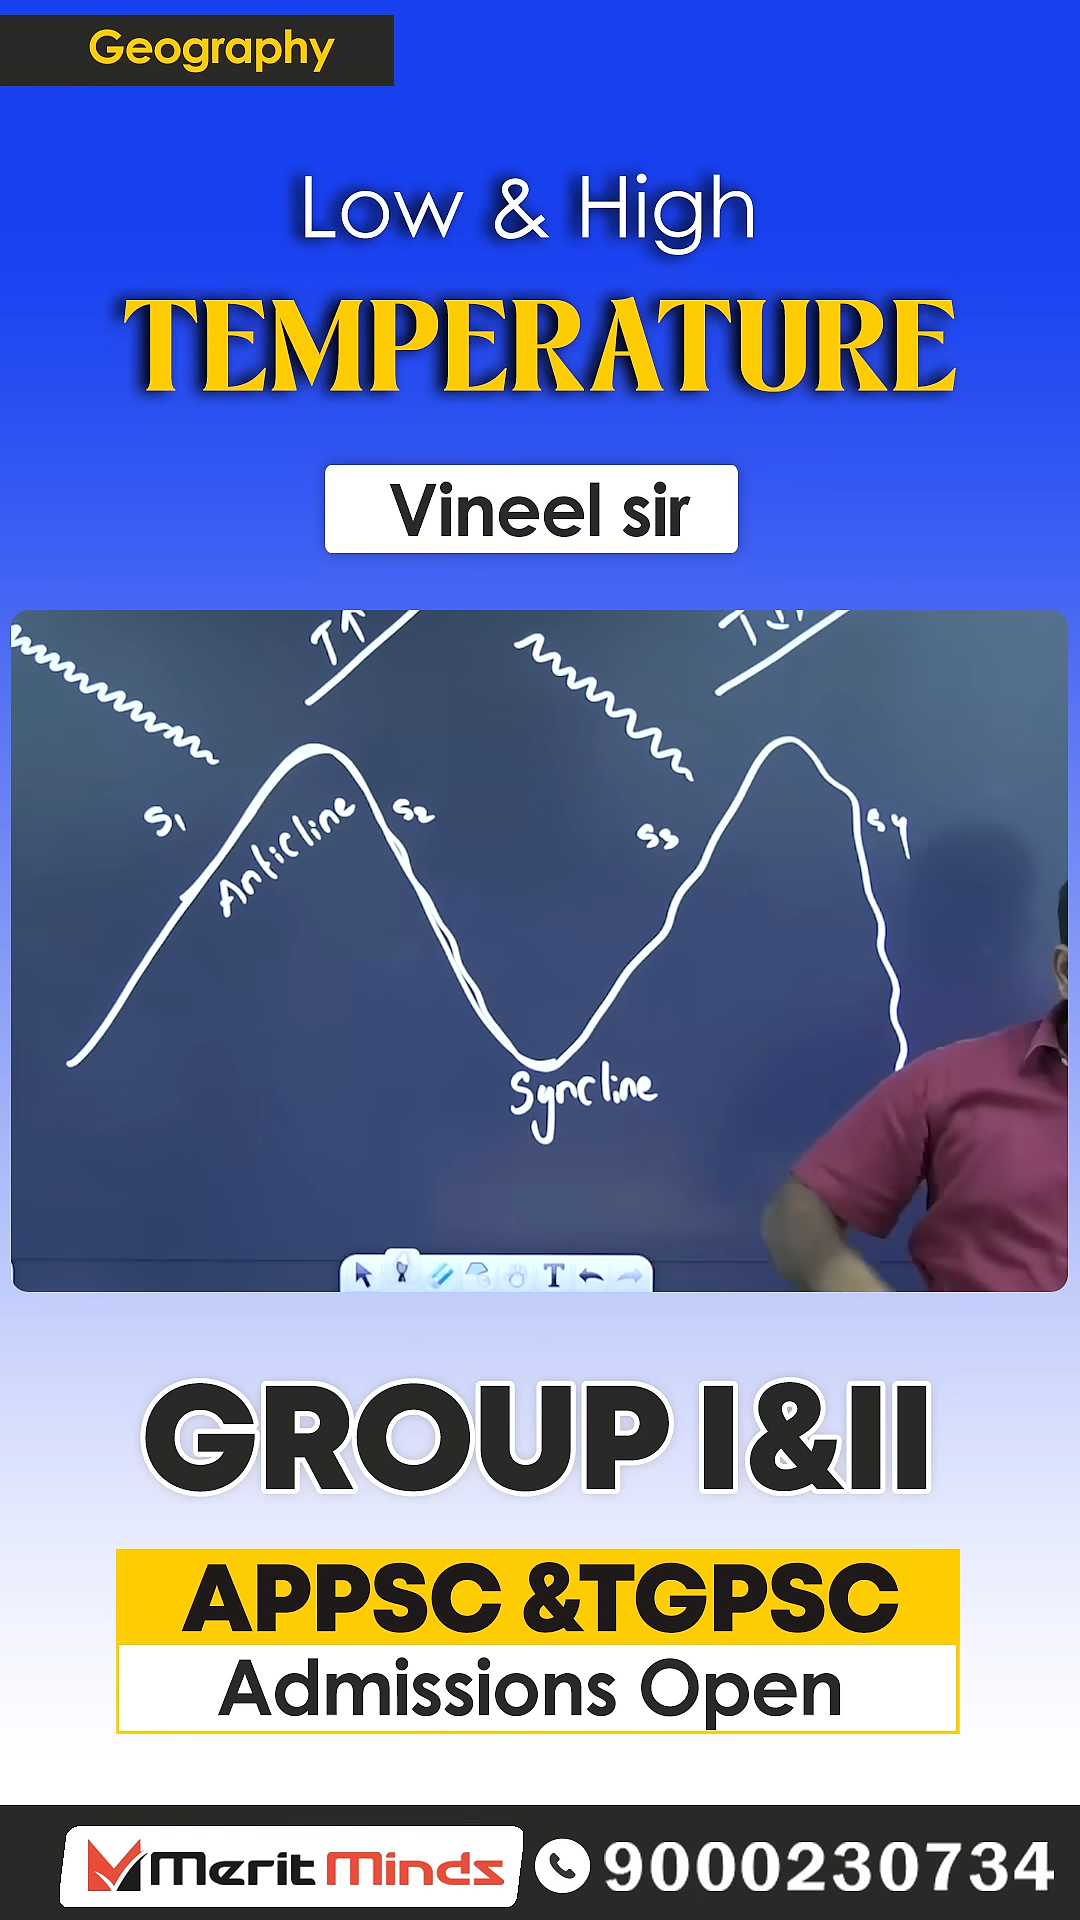 Geography
Low & High
TEMPERATURE
Vineel sir
T↑
S1
Anticline
S2
S3
S4
Syncline
T
GROUP I&II
APPSC &TGPSC
Admissions Open
Merit Minds
9000230734